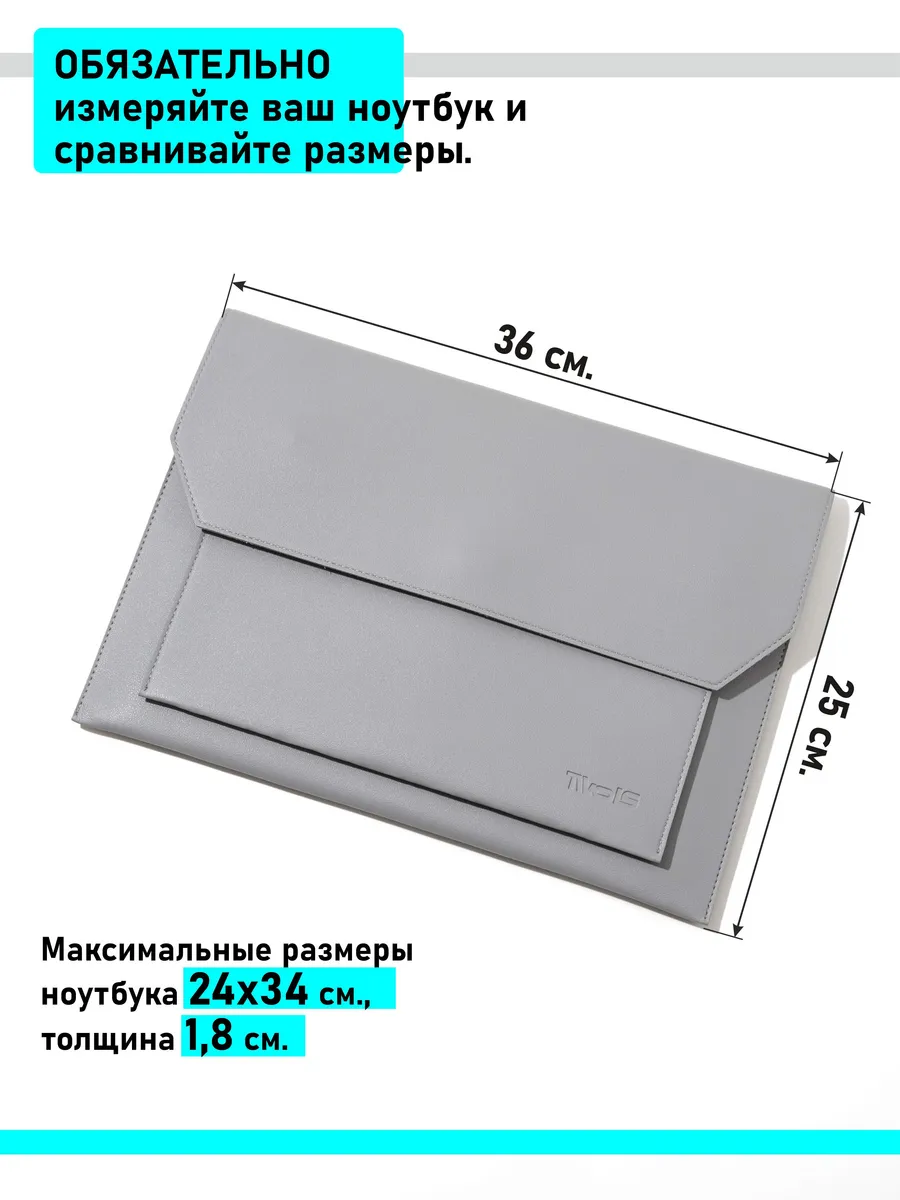 ОБЯЗАТЕЛЬНО
измеряйте ваш ноутбук и
сравнивайте размеры.
36 см.
25 см.
Максимальные размеры
ноутбука 24х34 см.,
толщина 1,8 см.